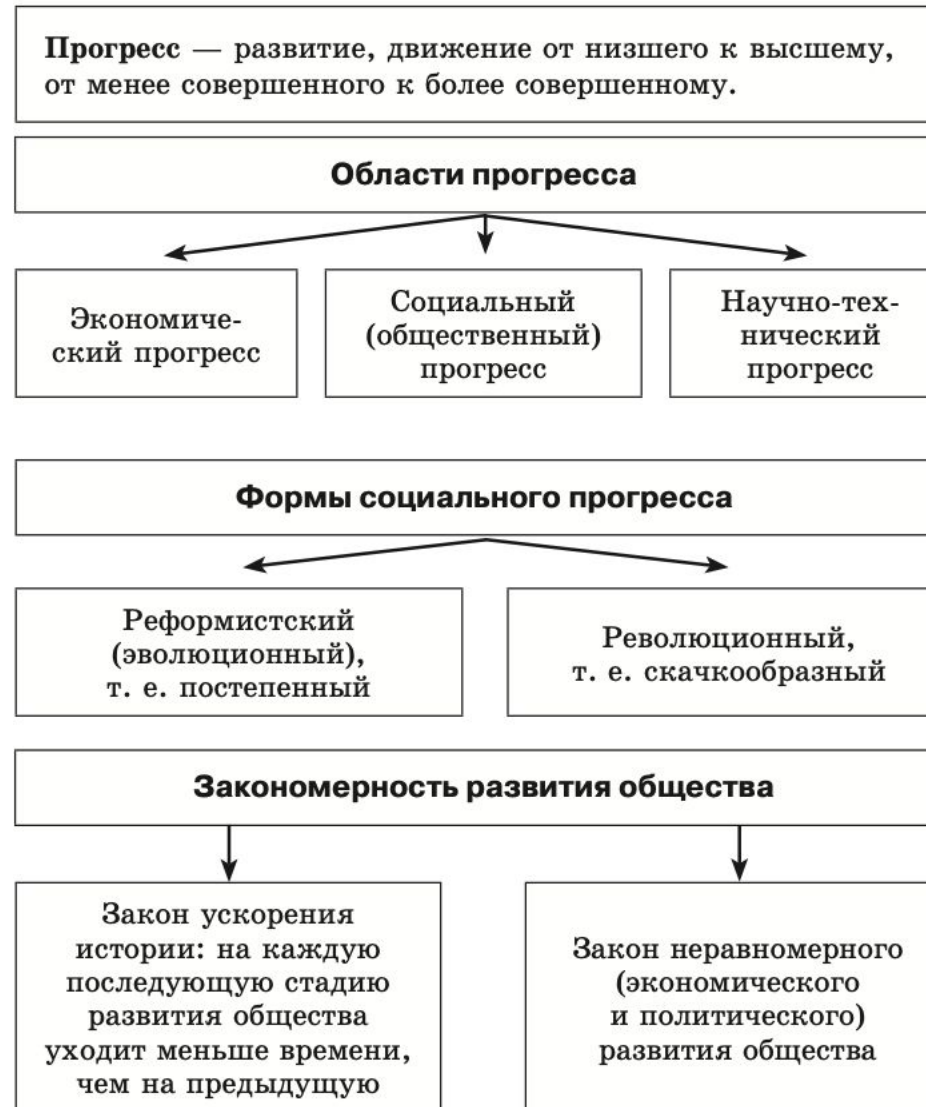 Прогресс — развитие, движение от низшего к высшему,
от менее совершенного к более совершенному.
Области прогресса
Экономиче-
ский прогресс
Социальный
(общественный)
прогресс
Научно-тех-
нический
прогресс
Формы социального прогресса
Реформистский
(эволюционный),
т. е. постепенный
Революционный,
т. е. скачкообразный
Закономерность развития общества
Закон ускорения
истории: на каждую
последующую стадию
развития общества
уходит меньше времени,
чем на предыдущую
Закон неравномерного
(экономического
и политического)
развития общества